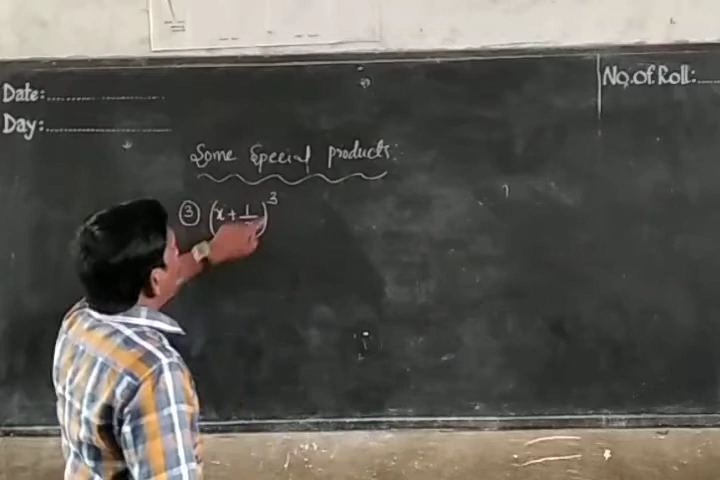 Date:.....................
No.of.Roll:....
Day:.......................
Some special products:
③ (x + 1
)³